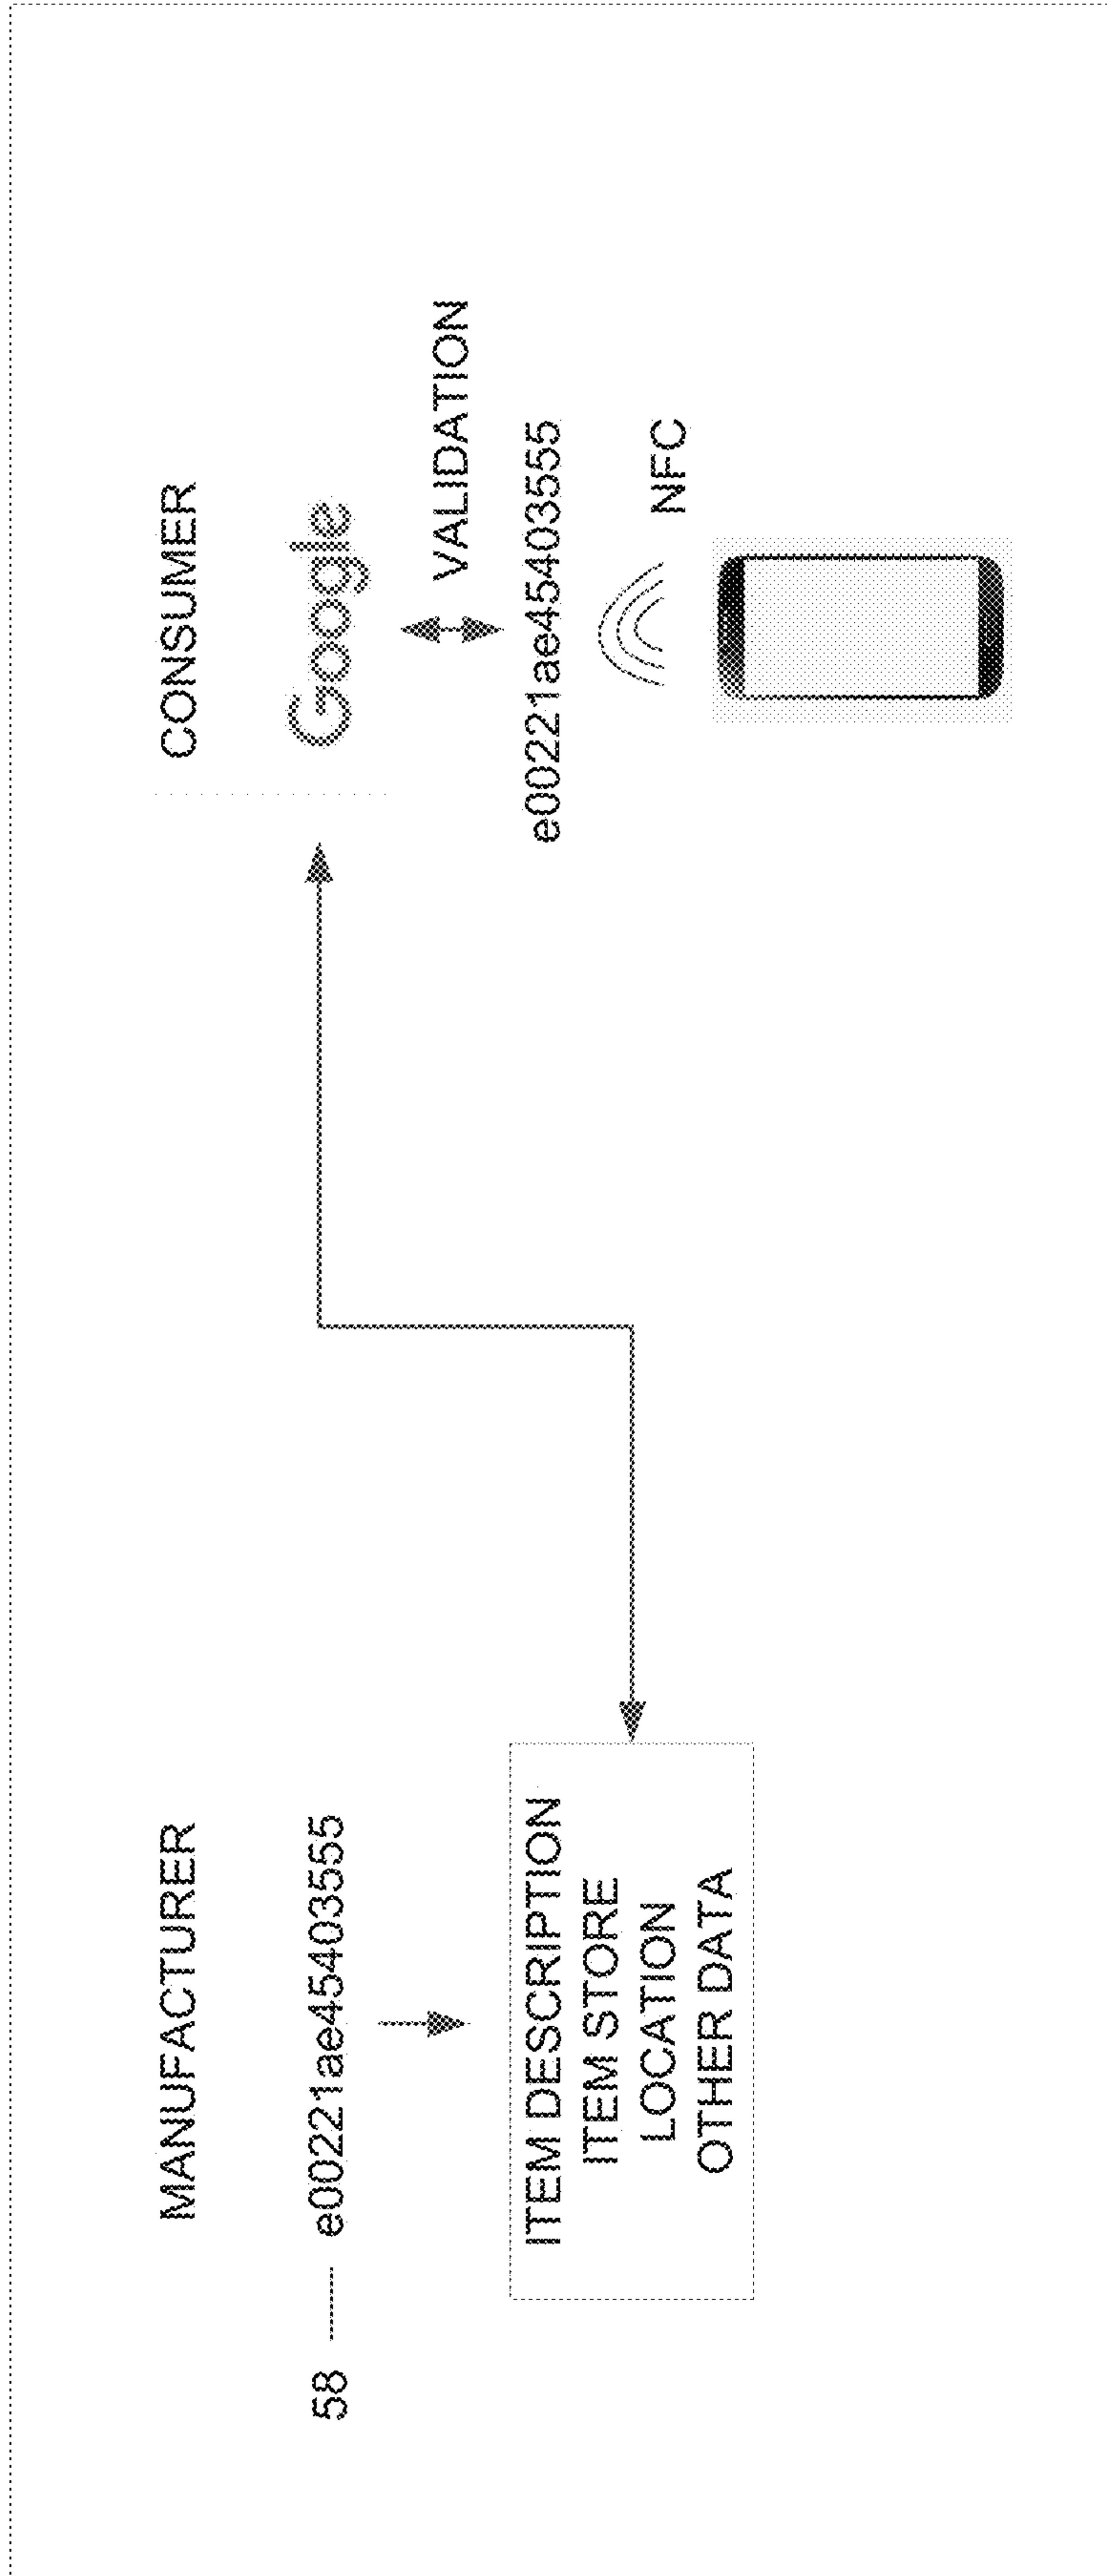 MANUFACTURER
58
e00221ae45403555
ITEM DESCRIPTION
ITEM STORE
LOCATION
OTHER DATA
CONSUMER
Google
VALIDATION
e00221ae45403555
NFC